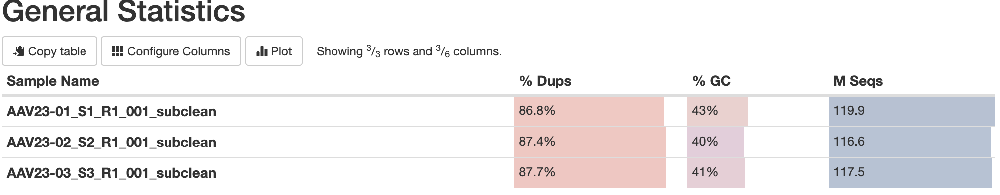 General Statistics
Copy table Configure Columns Plot Showing 3/3 rows and 3/6 columns.
Sample Name % Dups % GC M Seqs
AAV23-01_S1_R1_001_subclean 86.8% 43% 119.9
AAV23-02_S2_R1_001_subclean 87.4% 40% 116.6
AAV23-03_S3_R1_001_subclean 87.7% 41% 117.5